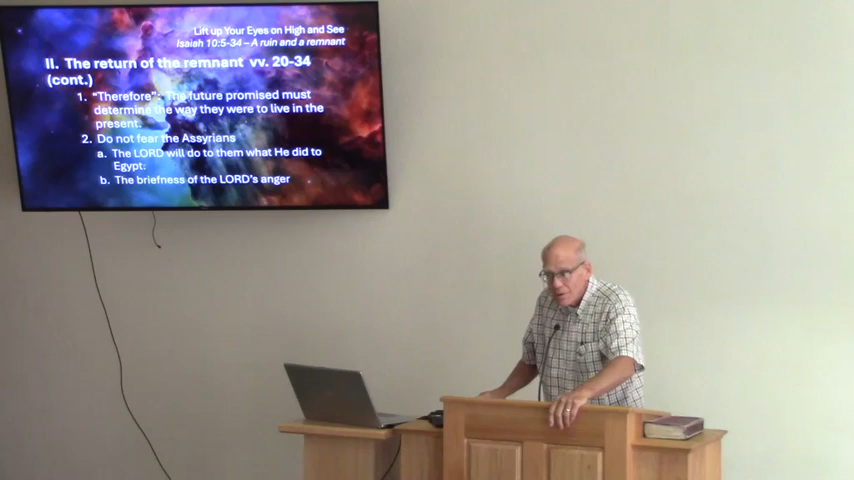 Lift up Your Eyes on High and See
Isaiah 10:5-34 – A ruin and a remnant
II. The return of the remnant vv. 20-34
(cont.)
1. "Therefore": The future promised must
determine the way they were to live in the
present.
2. Do not fear the Assyrians
a. The LORD will do to them what He did to
Egypt.
b. The briefness of the LORD's anger